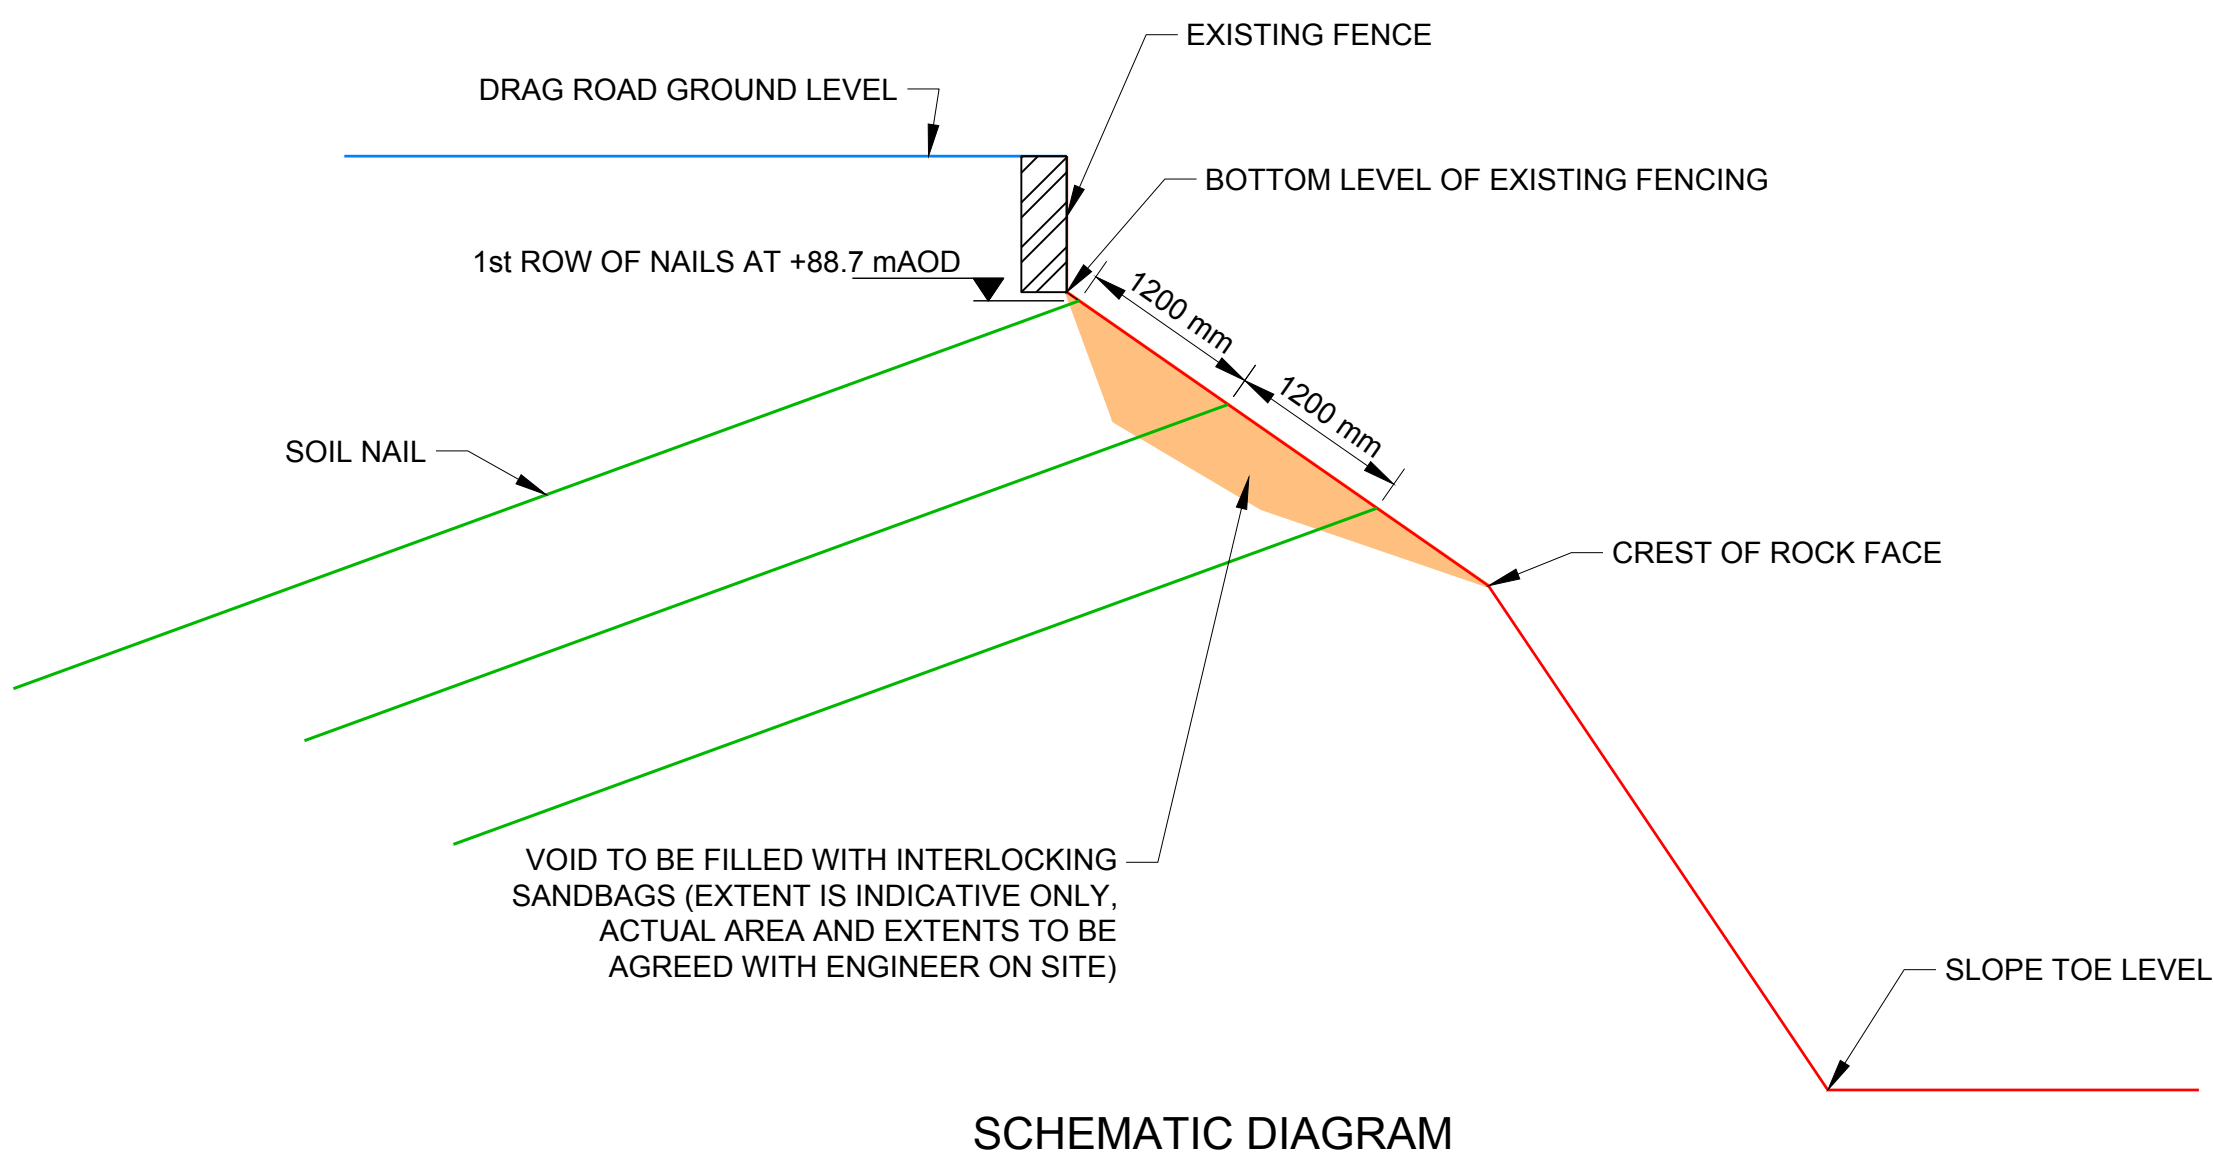 EXISTING FENCE
DRAG ROAD GROUND LEVEL
BOTTOM LEVEL OF EXISTING FENCING
1st ROW OF NAILS AT +88.7 mAOD
1200 mm
1200 mm
SOIL NAIL
CREST OF ROCK FACE
VOID TO BE FILLED WITH INTERLOCKING
SANDBAGS (EXTENT IS INDICATIVE ONLY,
ACTUAL AREA AND EXTENTS TO BE
AGREED WITH ENGINEER ON SITE)
SLOPE TOE LEVEL
SCHEMATIC DIAGRAM